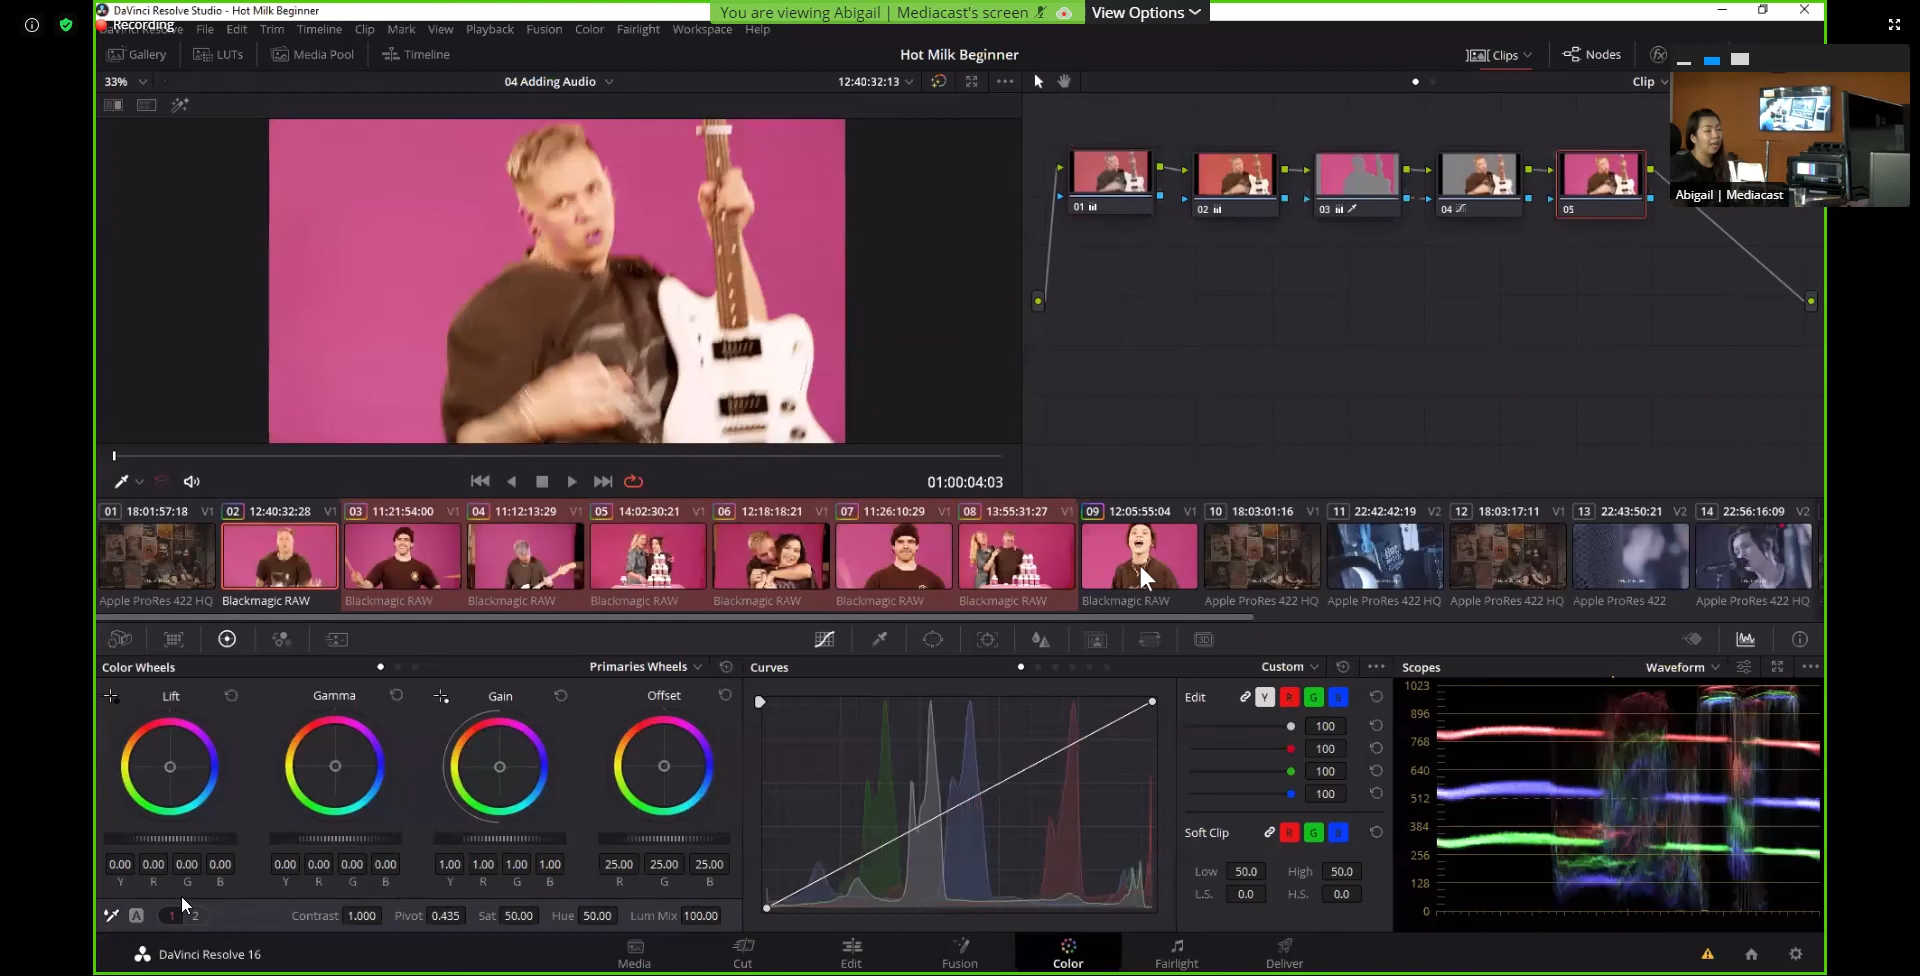 DaVinci Resolve Studio - Hot Milk Beginner
You are viewing Abigail | Mediacast's screen
View Options
Recording
DaVinci Resolve File Edit Trim Timeline Clip Mark View Playback Fusion Color Fairlight Workspace Help
Gallery LUTs Media Pool Timeline
Hot Milk Beginner
Clips Nodes
33% 04 Adding Audio 12:40:32:13 Clip
Abigail | Mediacast
01 02 03 04 05
01:00:04:03
01 18:01:57:18 V1
02 12:40:32:28 V1
03 11:21:54:00 V1
04 11:12:13:29 V1
05 14:02:30:21 V1
06 12:18:18:21 V1
07 11:26:10:29 V1
08 13:55:31:27 V1
09 12:05:55:04 V1
10 18:03:01:16 V1
11 22:42:42:19 V2
12 18:03:17:11 V1
13 22:43:50:21 V2
14 22:56:16:09 V2
Apple ProRes 422 HQ
Blackmagic RAW
Blackmagic RAW
Blackmagic RAW
Blackmagic RAW
Blackmagic RAW
Blackmagic RAW
Blackmagic RAW
Blackmagic RAW
Apple ProRes 422 HQ
Apple ProRes 422 HQ
Apple ProRes 422 HQ
Apple ProRes 422
Apple ProRes 422 HQ
3D
Color Wheels Primaries Wheels
Lift Gamma Gain Offset
0.00 0.00 0.00 0.00
Y R G B
0.00 0.00 0.00 0.00
Y R G B
1.00 1.00 1.00 1.00
Y R G B
25.00 25.00 25.00
R G B
A 1 2 Contrast 1.000 Pivot 0.435 Sat 50.00 Hue 50.00 Lum Mix 100.00
Curves Custom
Edit Y R G B
100
100
100
100
Soft Clip R G B
Low 50.0 High 50.0
L.S. 0.0 H.S. 0.0
Scopes Waveform
1023
896
768
640
512
384
256
128
0
DaVinci Resolve 16
Media Cut Edit Fusion Color Fairlight Deliver